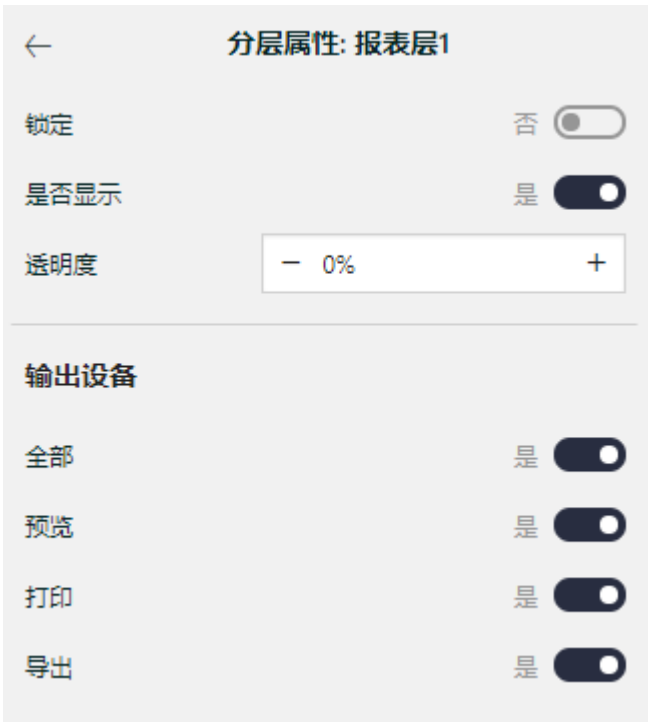 分层属性: 报表层1
锁定 否
是否显示 是
透明度 − 0% +
输出设备
全部 是
预览 是
打印 是
导出 是